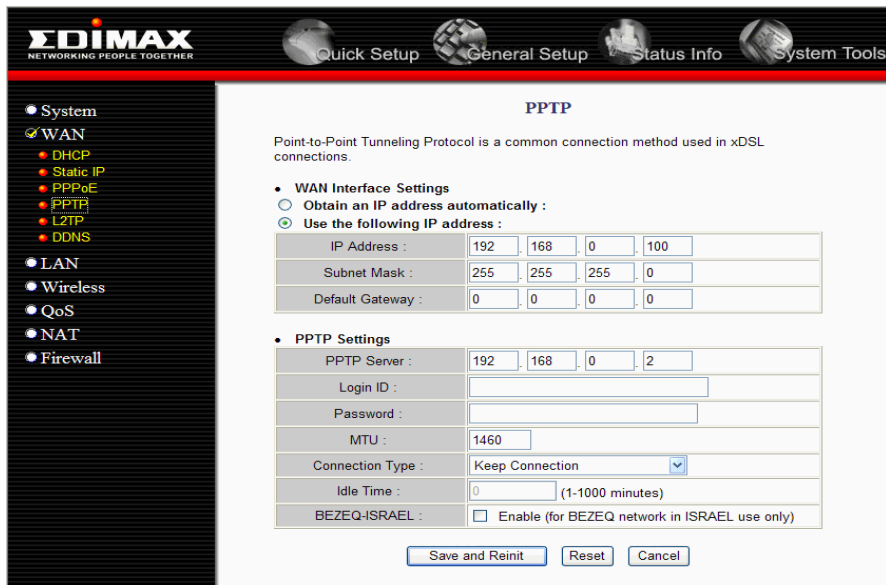 EDIMAX
NETWORKING PEOPLE TOGETHER
Quick Setup General Setup Status Info System Tools
System
WAN
DHCP
Static IP
PPPoE
PPTP
L2TP
DDNS
LAN
Wireless
QoS
NAT
Firewall
PPTP
Point-to-Point Tunneling Protocol is a common connection method used in xDSL
connections.
WAN Interface Settings
Obtain an IP address automatically :
Use the following IP address :
IP Address : 192 . 168 . 0 . 100
Subnet Mask : 255 . 255 . 255 . 0
Default Gateway : 0 . 0 . 0 . 0
PPTP Settings
PPTP Server : 192 . 168 . 0 . 2
Login ID :
Password :
MTU : 1460
Connection Type : Keep Connection
Idle Time : 0 (1-1000 minutes)
BEZEQ-ISRAEL : Enable (for BEZEQ network in ISRAEL use only)
Save and Reinit Reset Cancel